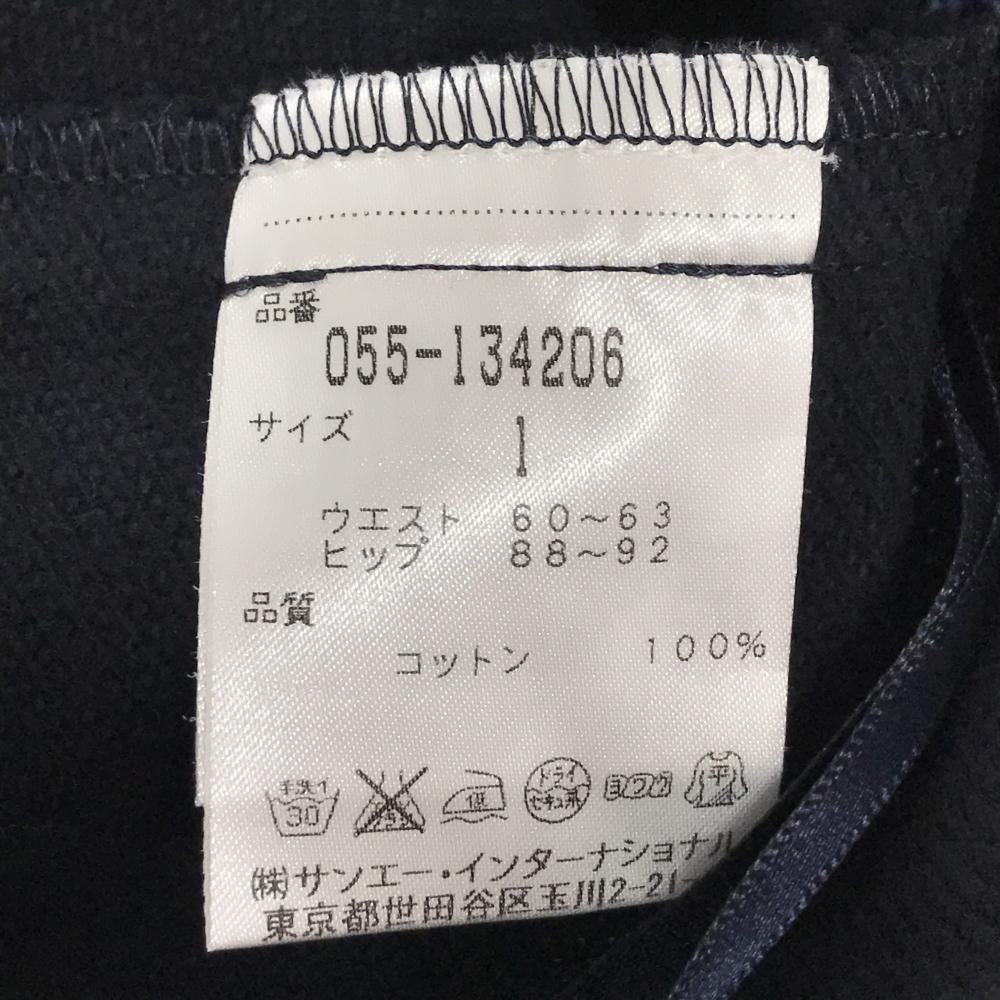 品番
055-134206
サイズ
1
ウエスト 60~63
ヒップ 88~92
品質
コットン 100%
手洗イ 30 低 ドライ セキユ系 ヨワク 平
㈱サンエー・インターナショナル
東京都世田谷区玉川2-21-